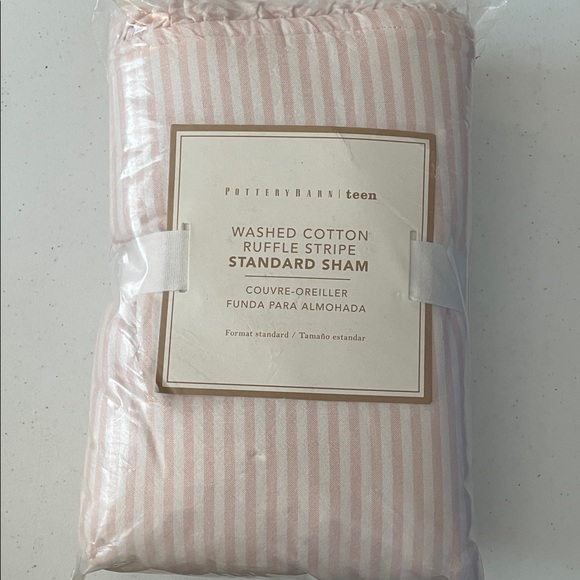 POTTERYBARN | teen
WASHED COTTON
RUFFLE STRIPE
STANDARD SHAM
COUVRE-OREILLER
FUNDA PARA ALMOHADA
Format standard / Tamaño estandar